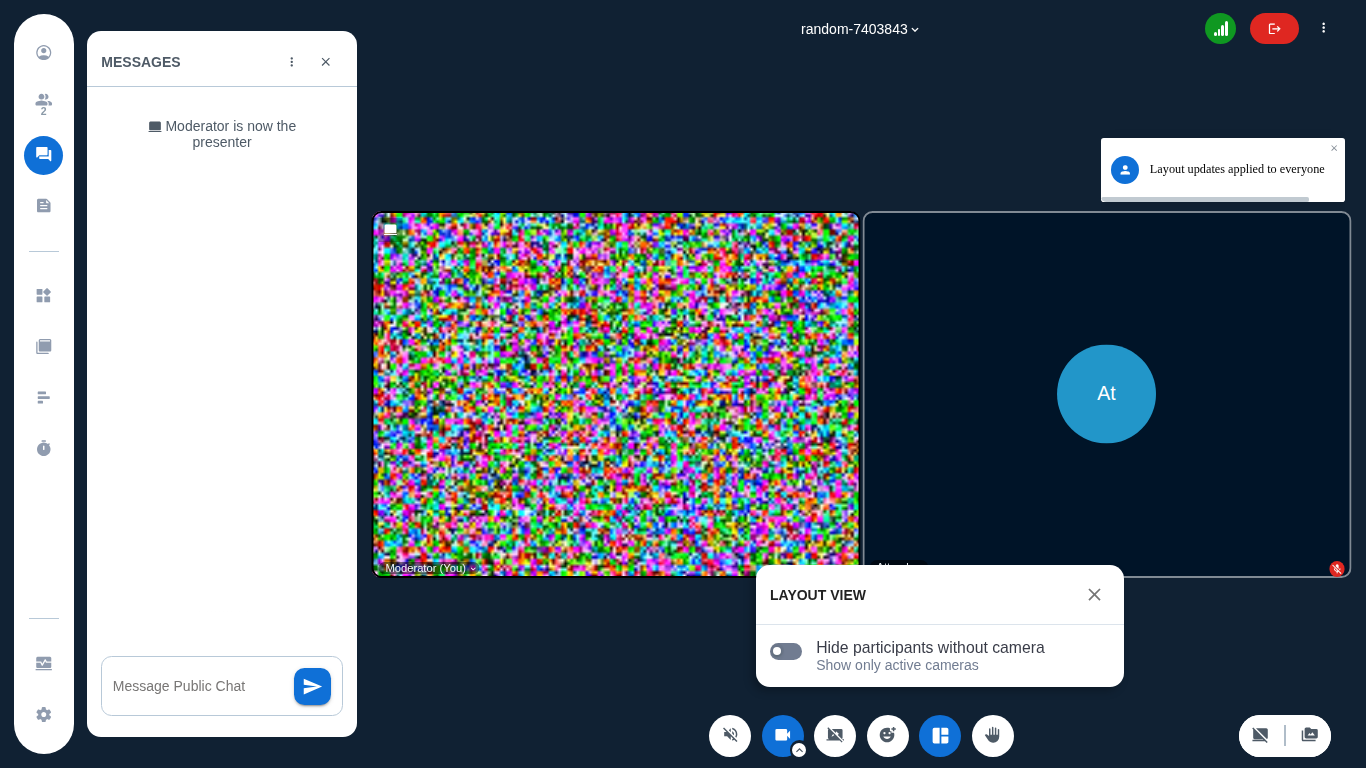 random-7403843
2
MESSAGES
Moderator is now the
presenter
Layout updates applied to everyone
At
Moderator (You)
LAYOUT VIEW
Hide participants without camera
Show only active cameras
Message Public Chat